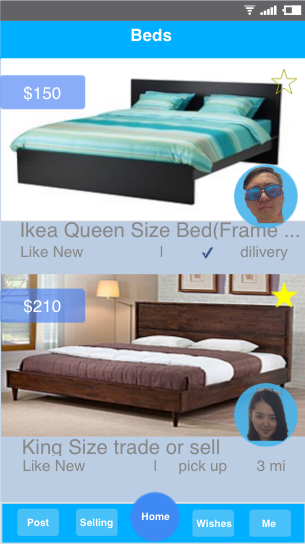 Beds
$150
Ikea Queen Size Bed(Frame ...
Like New | ✓ dilivery
$210
King Size trade or sell
Like New | pick up 3 mi
Post Selling Home Wishes Me